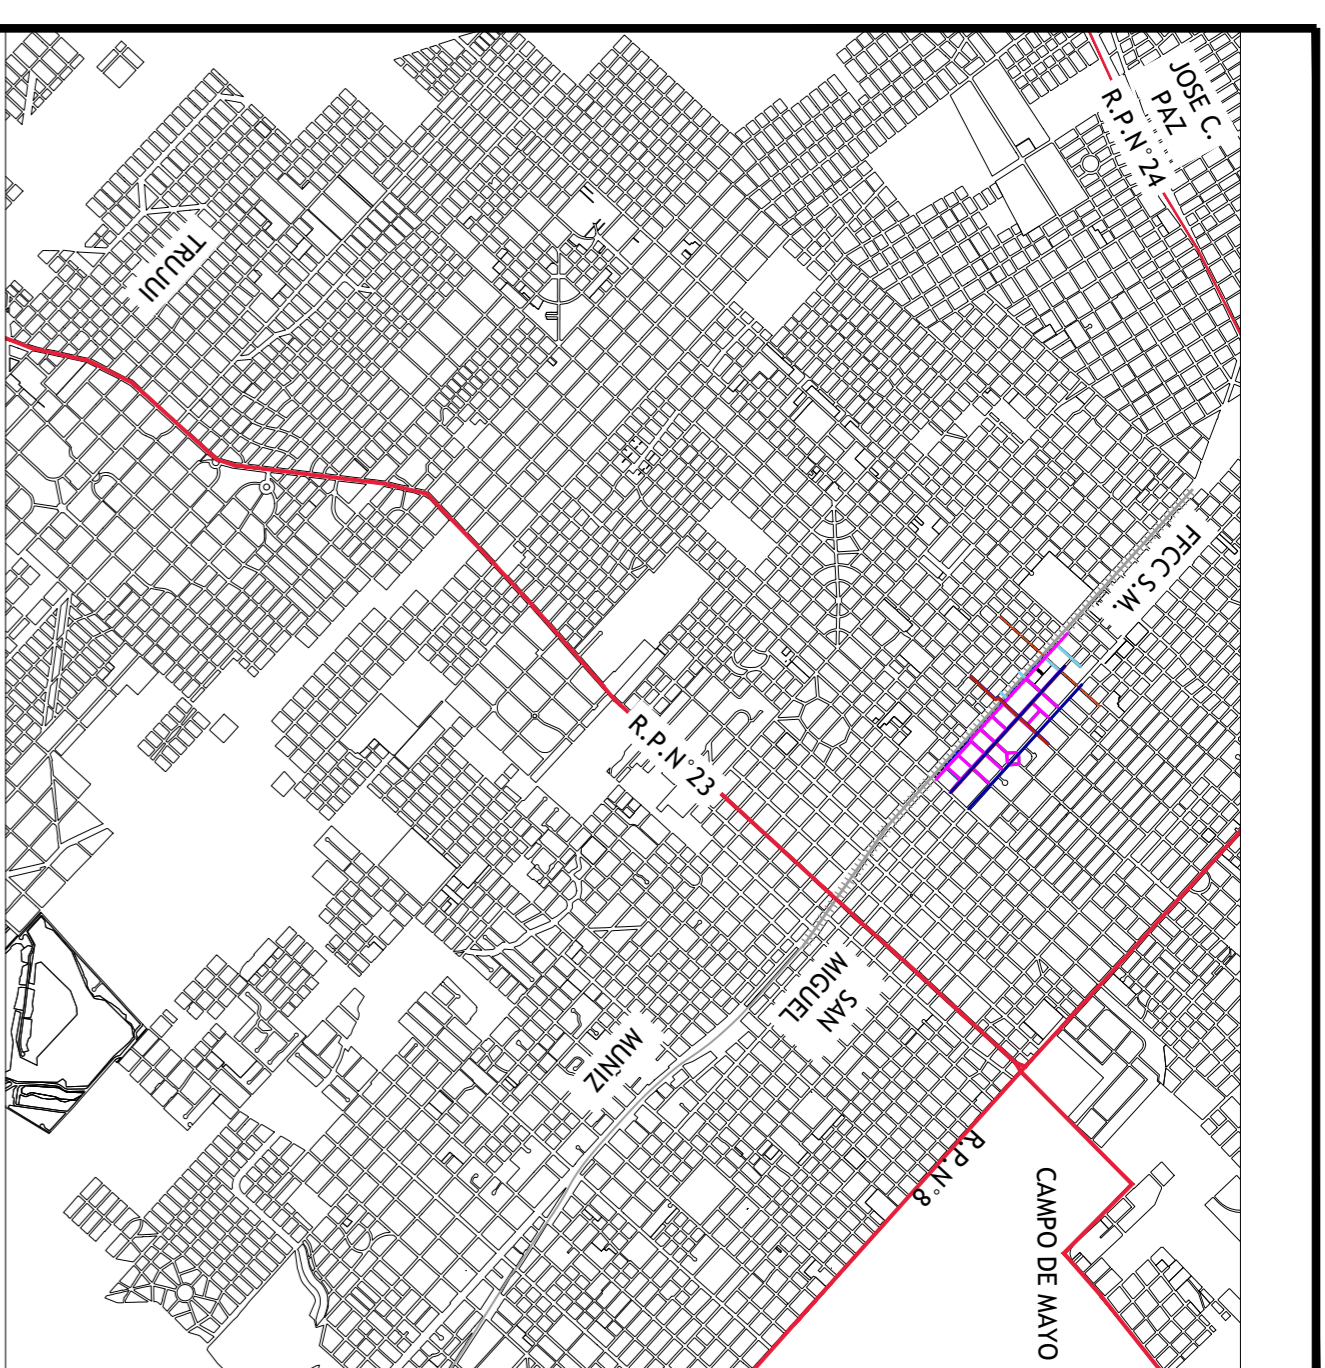 JOSE C.
PAZ
R.P.N°24
TRUJUI
FFCC S.M.
R.P.N°23
SAN
MIGUEL
MUÑIZ
R.P.N°8
CAMPO DE MAYO